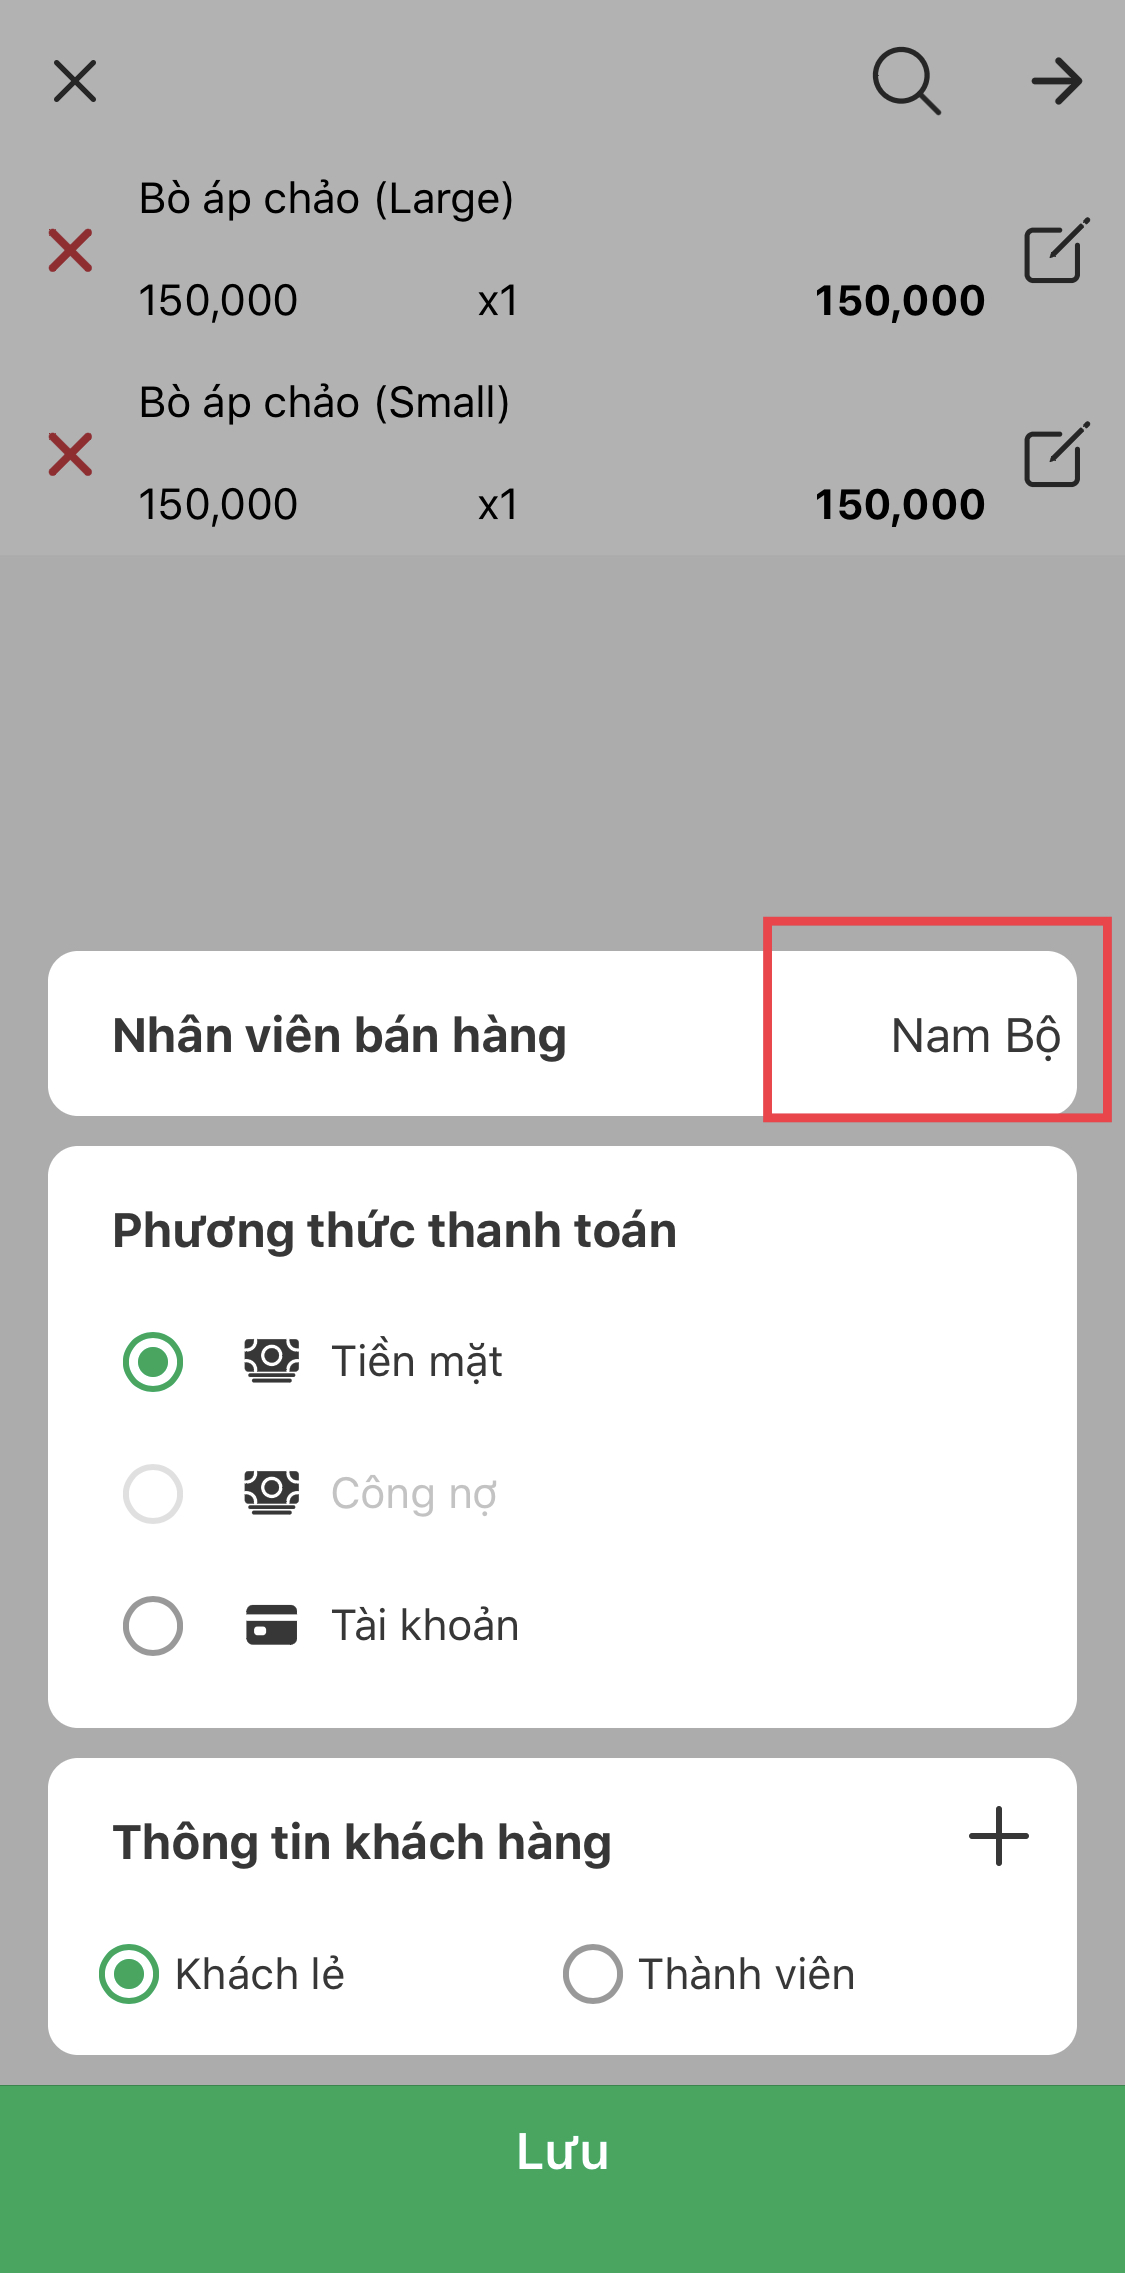 Bò áp chảo (Large)
150,000 x1 150,000
Bò áp chảo (Small)
150,000 x1 150,000
Nhân viên bán hàng Nam Bộ
Phương thức thanh toán
Tiền mặt
Công nợ
Tài khoản
Thông tin khách hàng
Khách lẻ Thành viên
Lưu